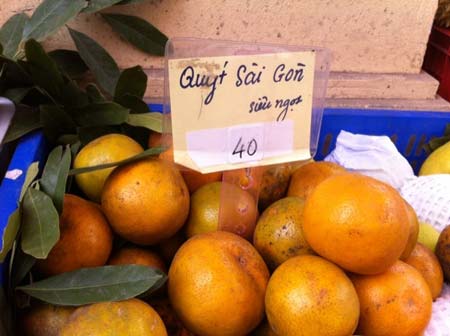 Quýt Sài Gòn
siêu ngọt
40